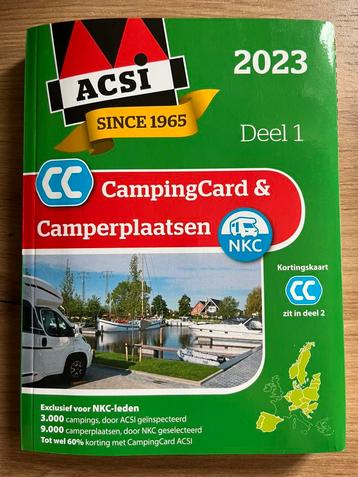 ACSI
SINCE 1965
2023
Deel 1
CC CampingCard &
Camperplaatsen
NKC
Kortingskaart
CC
zit in deel 2
Exclusief voor NKC-leden
3.000 campings, door ACSI geïnspecteerd
9.000 camperplaatsen, door NKC geselecteerd
Tot wel 60% korting met CampingCard ACSI